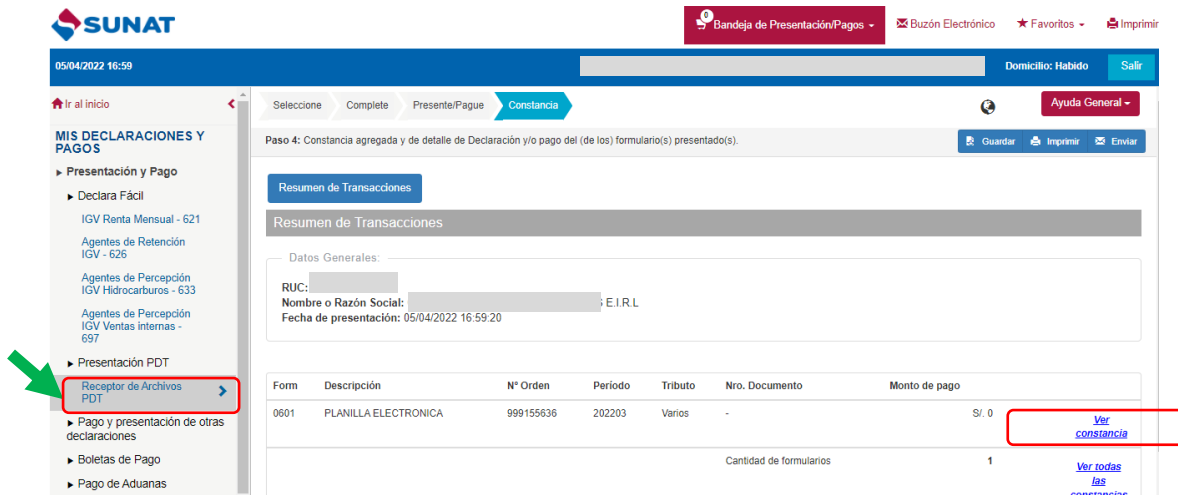 SUNAT
0
Bandeja de Presentación/Pagos
Buzón Electrónico
Favoritos
Imprimir
05/04/2022 16:59
Domicilio: Habido
Salir
Ir al inicio
MIS DECLARACIONES Y
PAGOS
Presentación y Pago
Declara Fácil
IGV Renta Mensual - 621
Agentes de Retención
IGV - 626
Agentes de Percepción
IGV Hidrocarburos - 633
Agentes de Percepción
IGV Ventas internas -
697
Presentación PDT
Receptor de Archivos
PDT
Pago y presentación de otras
declaraciones
Boletas de Pago
Pago de Aduanas
Seleccione
Complete
Presente/Pague
Constancia
Ayuda General
Paso 4: Constancia agregada y de detalle de Declaración y/o pago del (de los) formulario(s) presentado(s).
Guardar
Imprimir
Enviar
Resumen de Transacciones
Resumen de Transacciones
Datos Generales:
RUC:
Nombre o Razón Social: E.I.R.L
Fecha de presentación: 05/04/2022 16:59:20
Form Descripción Nº Orden Período Tributo Nro. Documento Monto de pago
0601 PLANILLA ELECTRONICA 999155636 202203 Varios - S/. 0 Ver
constancia
Cantidad de formularios 1 Ver todas
las
constancias